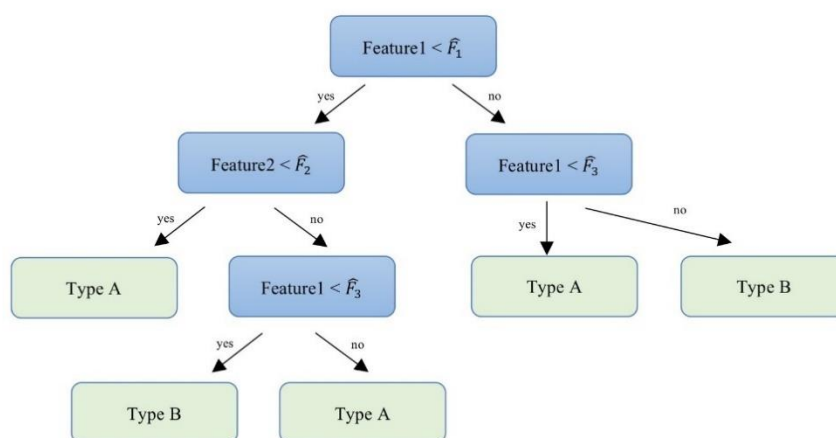 Feature1 < F̂₁
yes
no
Feature2 < F̂₂
Feature1 < F̂₃
yes
no
yes
no
Type A
Feature1 < F̂₃
Type A
Type B
yes
no
Type B
Type A